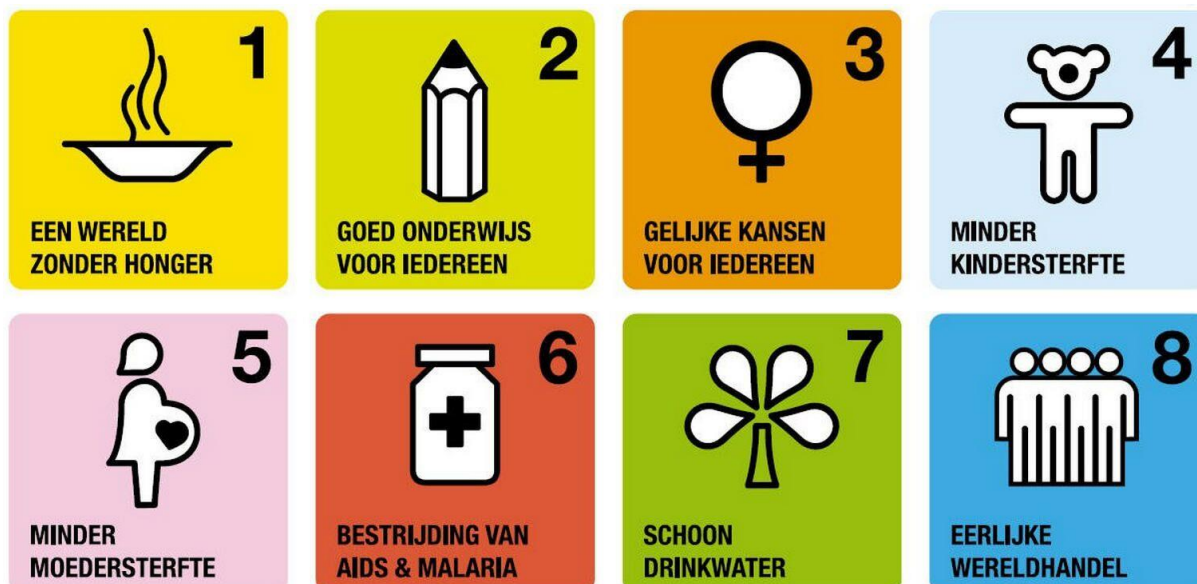 1
EEN WERELD
ZONDER HONGER
2
GOED ONDERWIJS
VOOR IEDEREEN
3
GELIJKE KANSEN
VOOR IEDEREEN
4
MINDER
KINDERSTERFTE
5
MINDER
MOEDERSTERFTE
6
BESTRIJDING VAN
AIDS & MALARIA
7
SCHOON
DRINKWATER
8
EERLIJKE
WERELDHANDEL